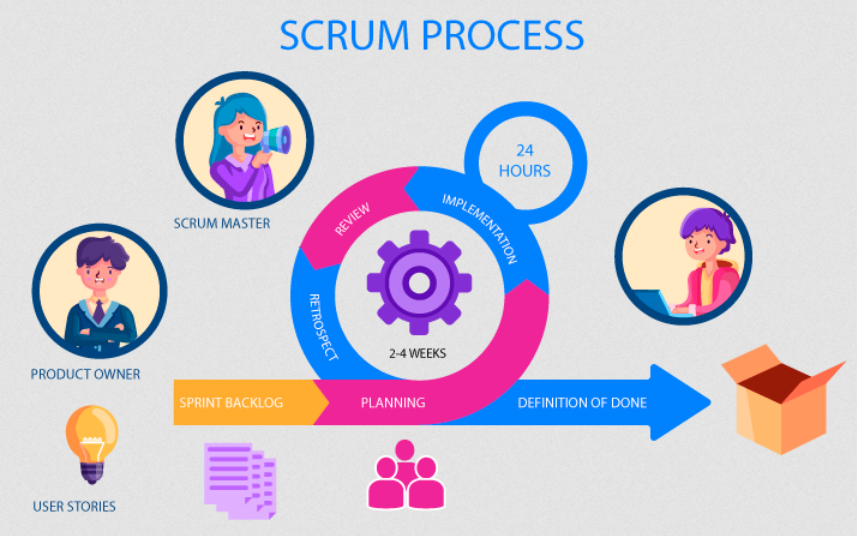 SCRUM PROCESS
24
HOURS
IMPLEMENTATION
REVIEW
SCRUM MASTER
RETROSPECT
2-4 WEEKS
PRODUCT OWNER
SPRINT BACKLOG
PLANNING
DEFINITION OF DONE
USER STORIES